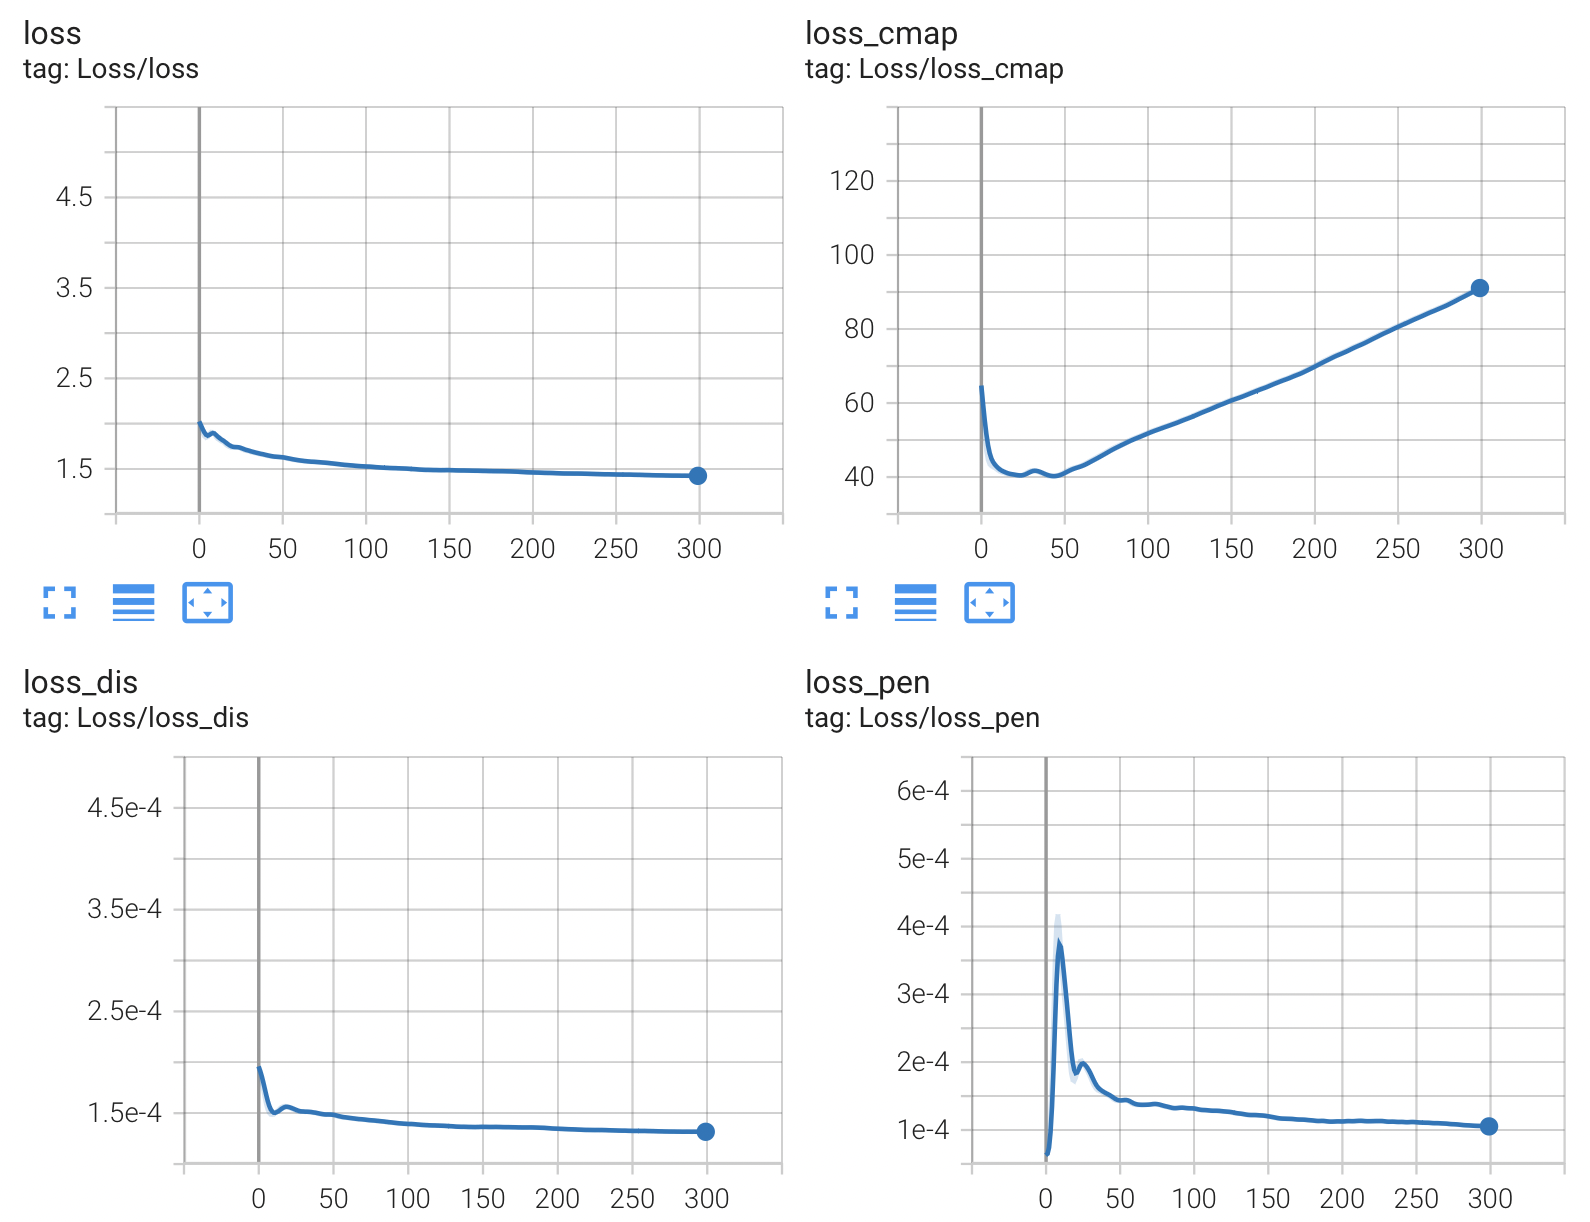 loss
tag: Loss/loss
4.5
3.5
2.5
1.5
0 50 100 150 200 250 300
loss_cmap
tag: Loss/loss_cmap
120
100
80
60
40
0 50 100 150 200 250 300
loss_dis
tag: Loss/loss_dis
4.5e-4
3.5e-4
2.5e-4
1.5e-4
0 50 100 150 200 250 300
loss_pen
tag: Loss/loss_pen
6e-4
5e-4
4e-4
3e-4
2e-4
1e-4
0 50 100 150 200 250 300